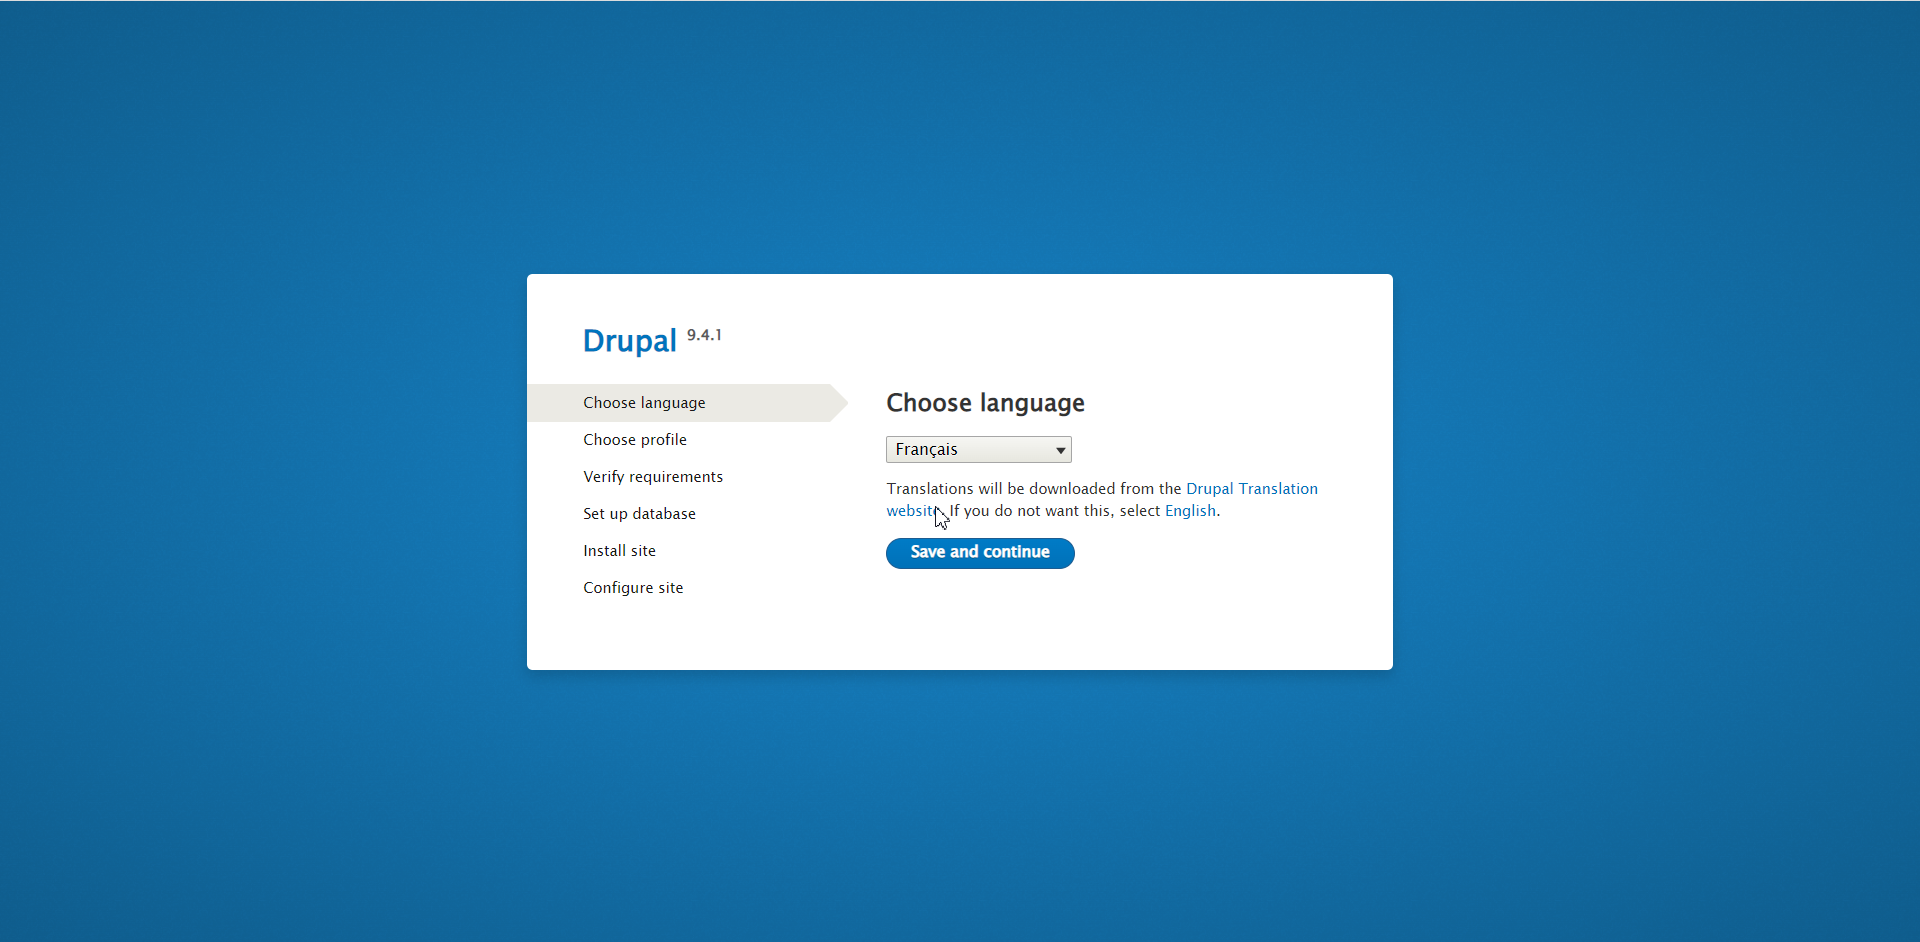 Drupal 9.4.1
Choose language
Choose profile
Verify requirements
Set up database
Install site
Configure site
Choose language
Français
Translations will be downloaded from the Drupal Translation
website. If you do not want this, select English.
Save and continue